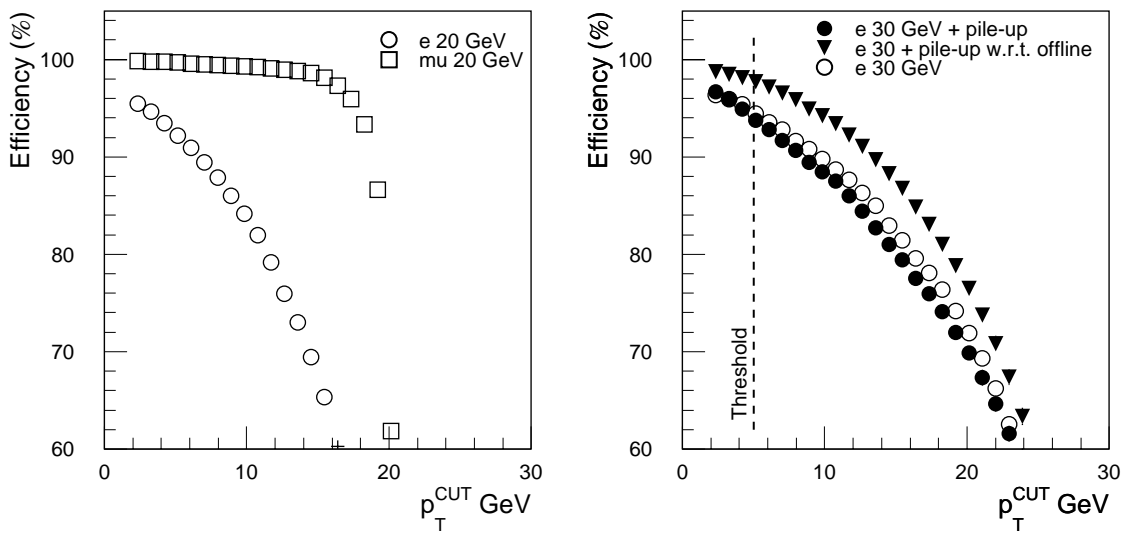 Efficiency (%)
e 20 GeV
mu 20 GeV
100
90
80
70
60
0
10
20
30
p_T^CUT GeV
Efficiency (%)
e 30 GeV + pile-up
e 30 + pile-up w.r.t. offline
e 30 GeV
Threshold
100
90
80
70
60
0
10
20
30
p_T^CUT GeV